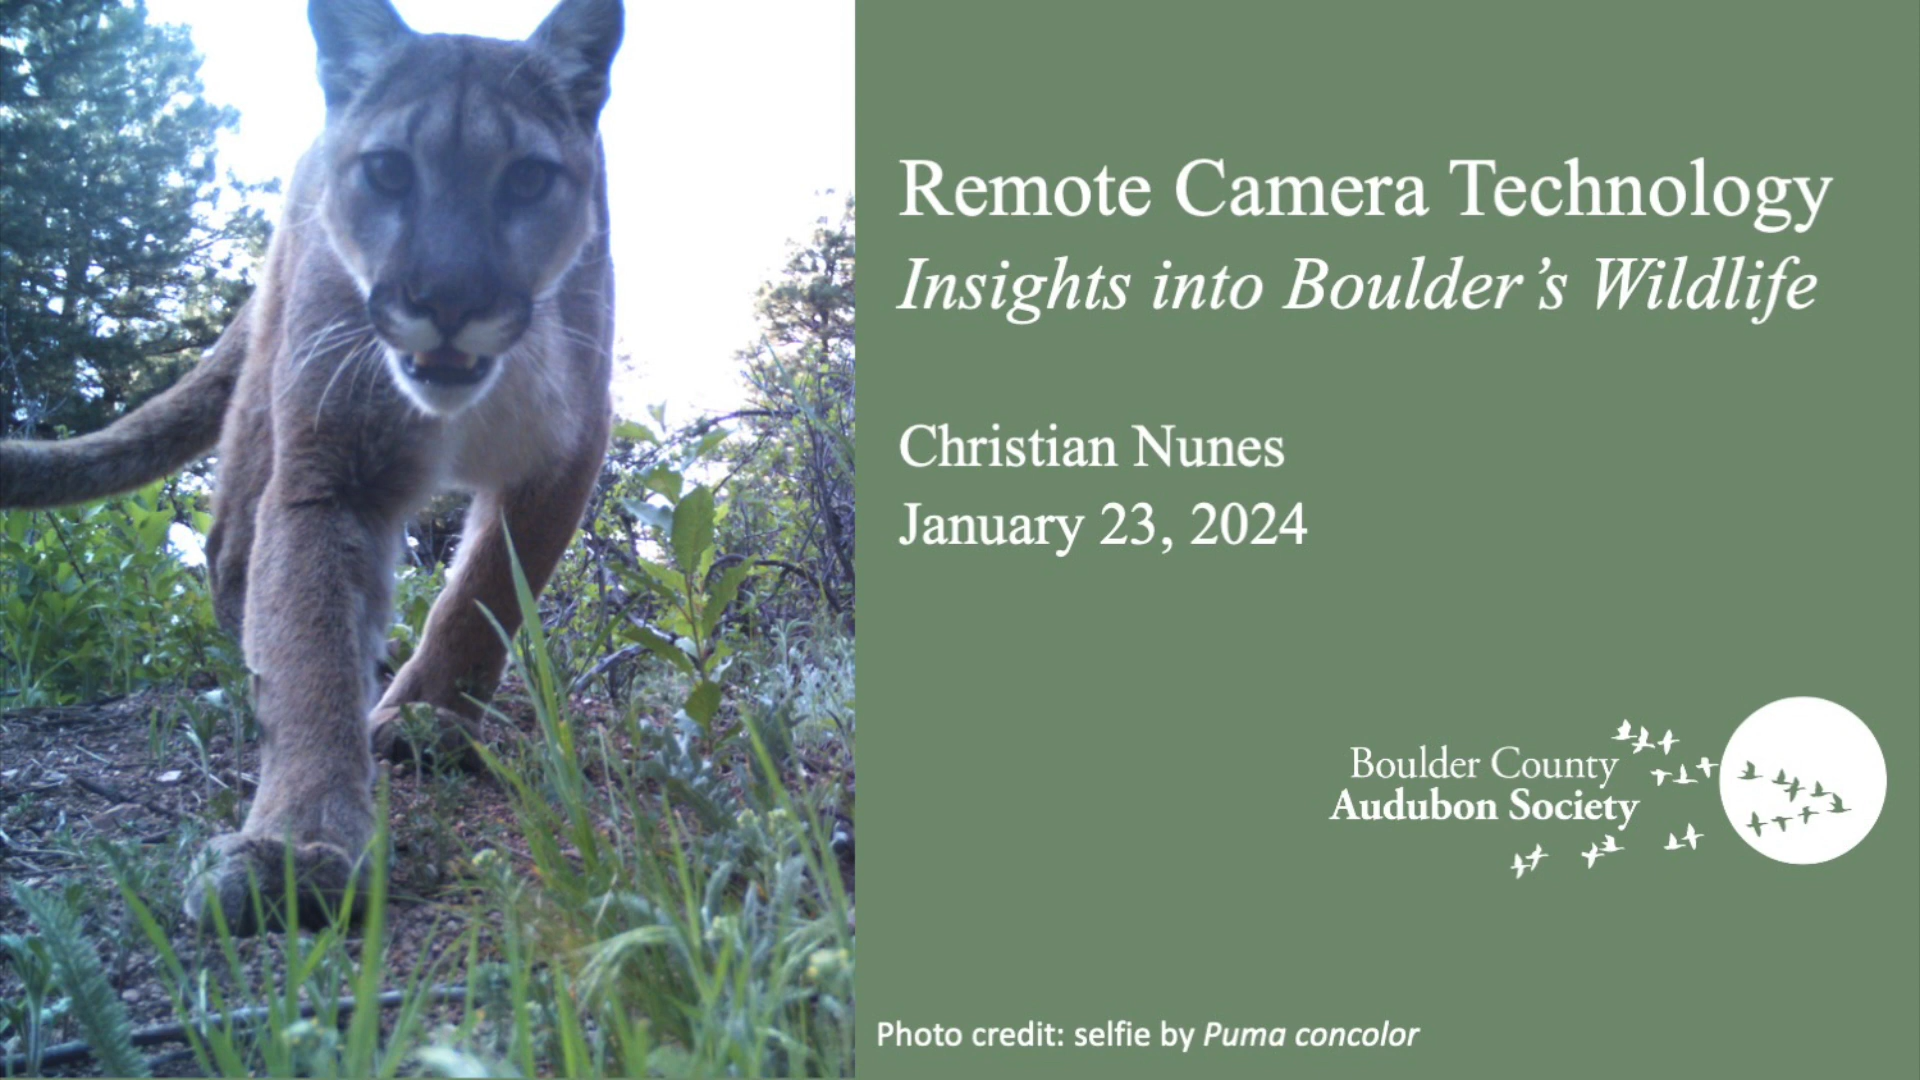 Remote Camera Technology
Insights into Boulder’s Wildlife
Christian Nunes
January 23, 2024
Boulder County
Audubon Society
Photo credit: selfie by Puma concolor